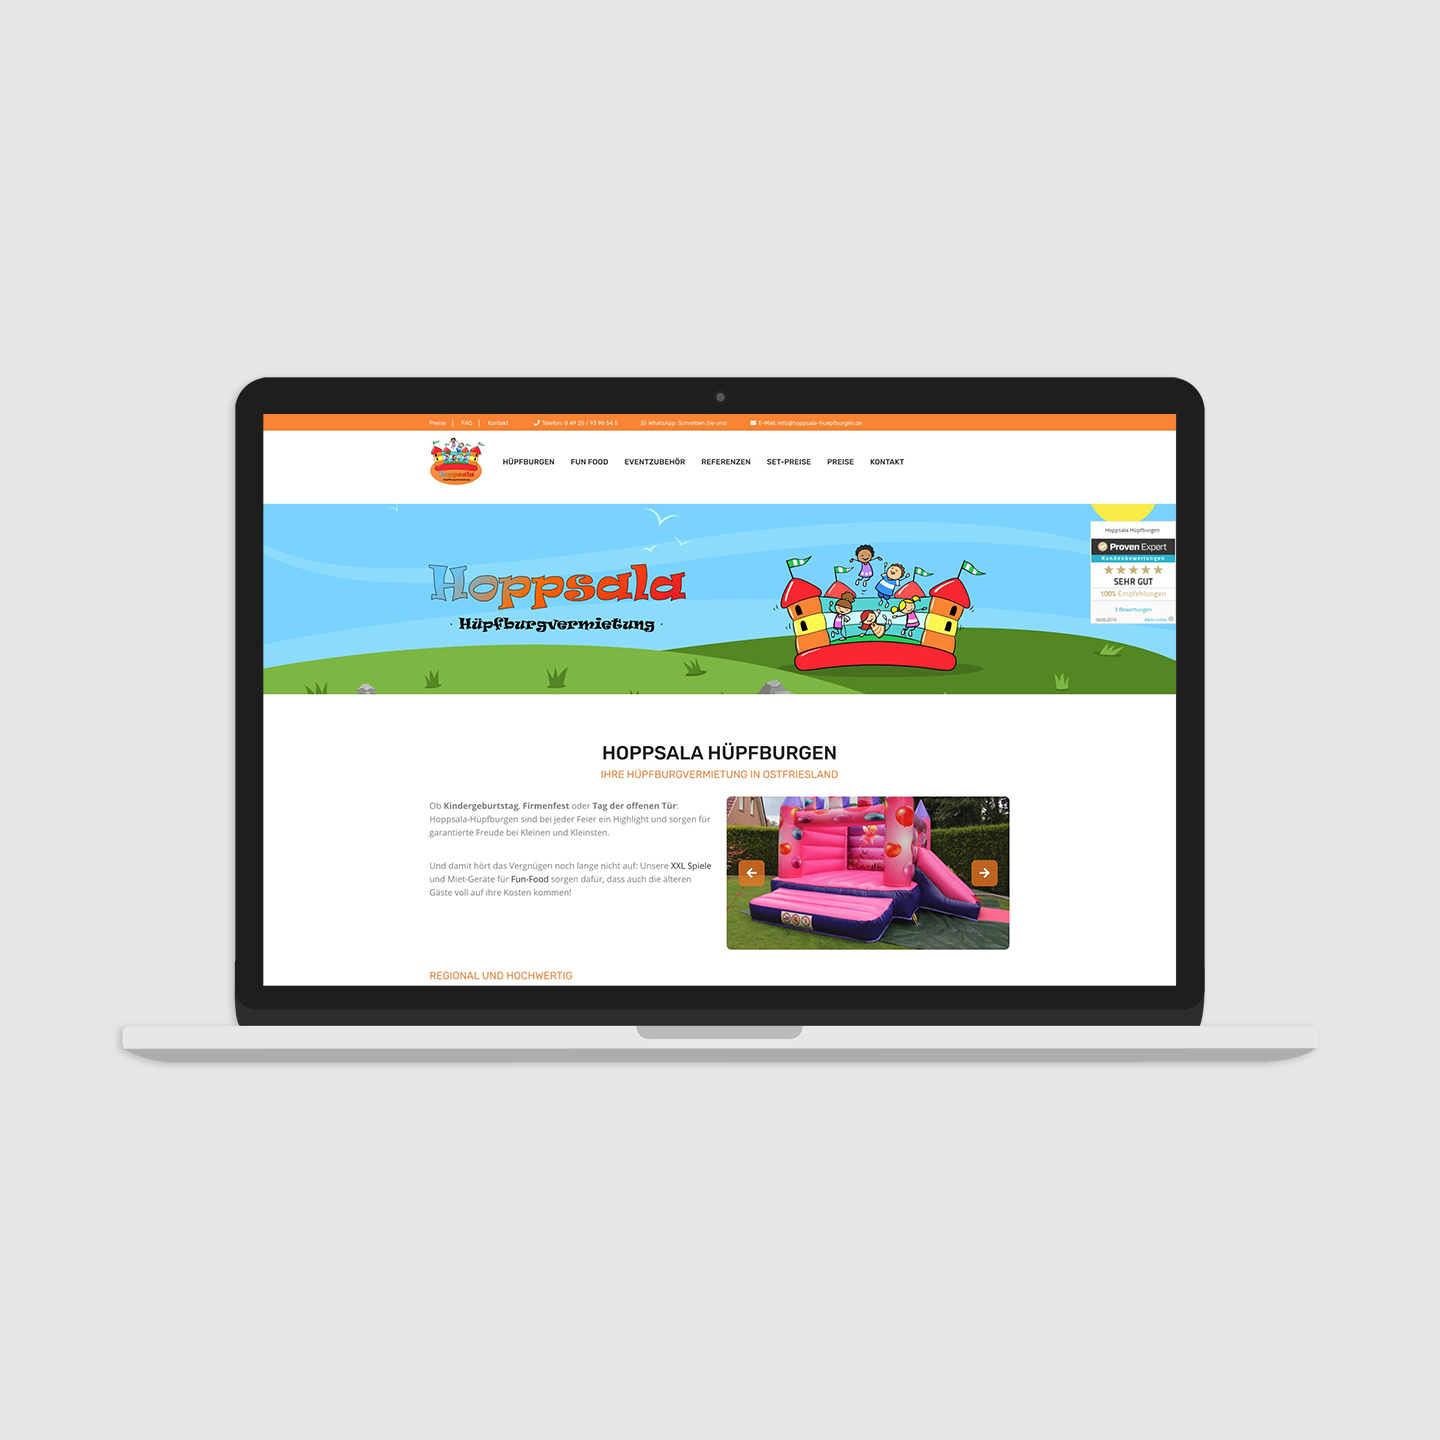 Preise | FAQ | Kontakt Telefon: 0 49 25 / 93 96 54 5 WhatsApp: Schreiben Sie uns! E-Mail: info@hoppsala-huepfburgen.de
HÜPFBURGEN FUN FOOD EVENTZUBEHÖR REFERENZEN SET-PREISE PREISE KONTAKT
Hoppsala
· Hüpfburgvermietung ·
Hoppsala Hüpfburgen
Proven Expert
Kundenbewertungen
SEHR GUT
100% Empfehlungen
3 Bewertungen
Mehr Infos
HOPPSALA HÜPFBURGEN
IHRE HÜPFBURGVERMIETUNG IN OSTFRIESLAND
Ob Kindergeburtstag, Firmenfest oder Tag der offenen Tür:
Hoppsala-Hüpfburgen sind bei jeder Feier ein Highlight und sorgen für
garantierte Freude bei Kleinen und Kleinsten.
Und damit hört das Vergnügen noch lange nicht auf: Unsere XXL Spiele
und Miet-Geräte für Fun-Food sorgen dafür, dass auch die älteren
Gäste voll auf ihre Kosten kommen!
REGIONAL UND HOCHWERTIG